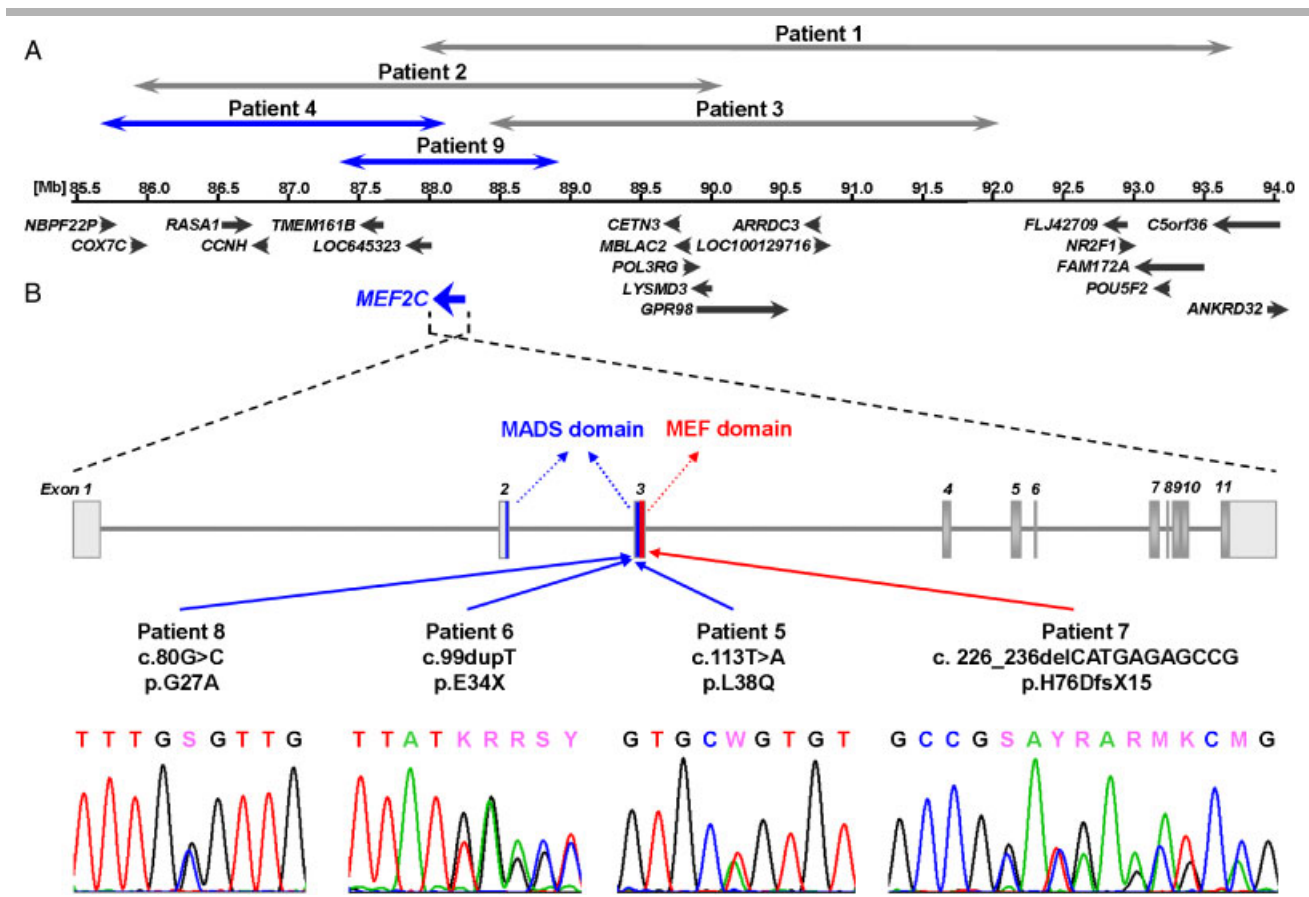 A
Patient 1
Patient 2
Patient 4
Patient 3
Patient 9
[Mb] 85.5 86.0 86.5 87.0 87.5 88.0 88.5 89.0 89.5 90.0 90.5 91.0 91.5 92.0 92.5 93.0 93.5 94.0
NBPF22P RASA1 TMEM161B CETN3 ARRDC3 FLJ42709 C5orf36
COX7C CCNH LOC645323 MBLAC2 LOC100129716 NR2F1
POL3RG FAM172A
B
LYSMD3 POU5F2
MEF2C GPR98 ANKRD32
MADS domain MEF domain
Exon 1 2 3 4 5 6 7 8 9 10 11
Patient 8 Patient 6 Patient 5 Patient 7
c.80G>C c.99dupT c.113T>A c. 226_236delCATGAGAGCCG
p.G27A p.E34X p.L38Q p.H76DfsX15
T T T G S G T T G T T A T K R R S Y G T G C W G T G T G C C G S A Y R A R M K C M G